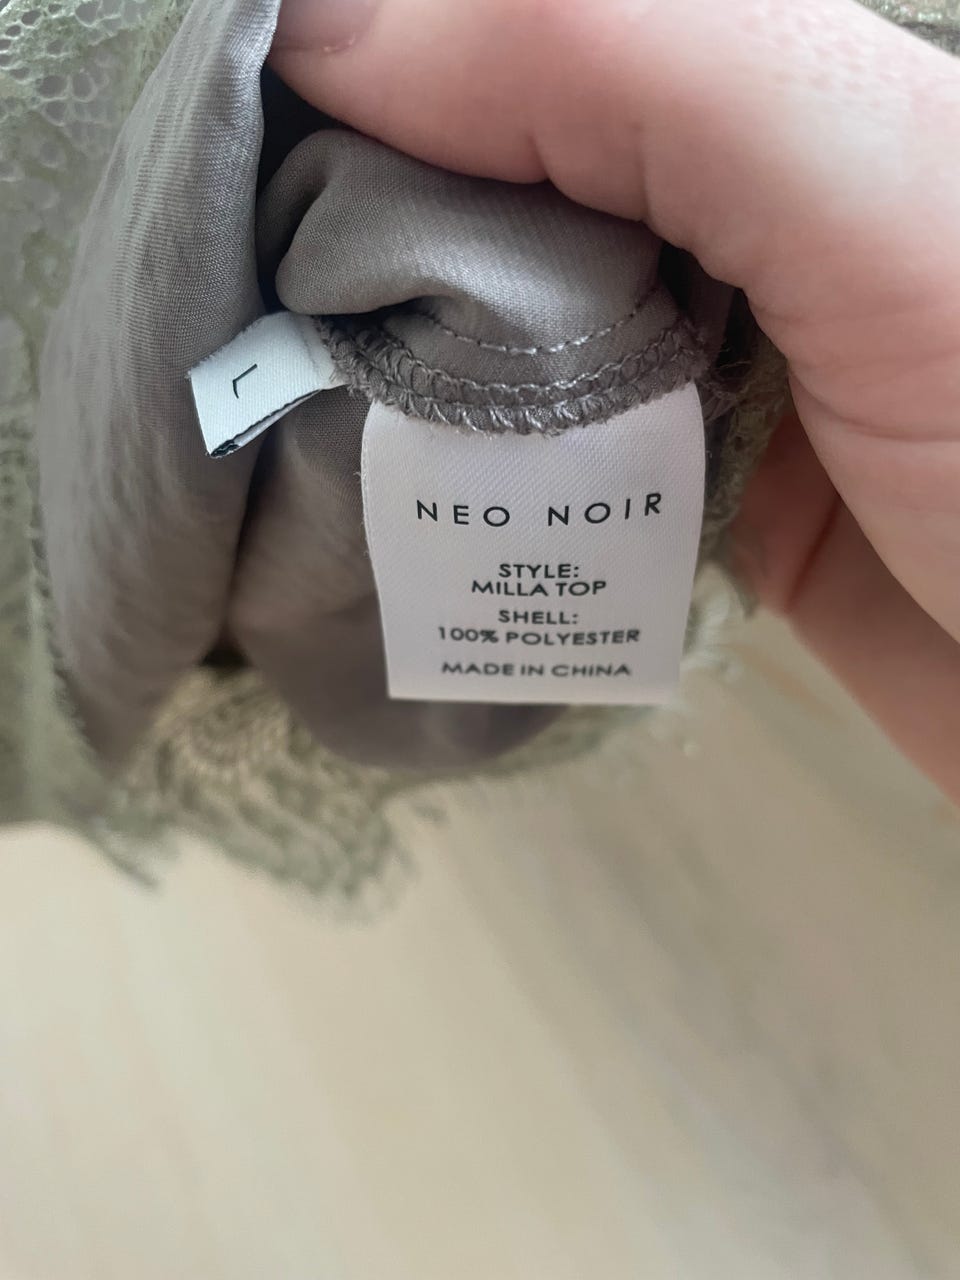 L
NEO NOIR
STYLE:
MILLA TOP
SHELL:
100% POLYESTER
MADE IN CHINA